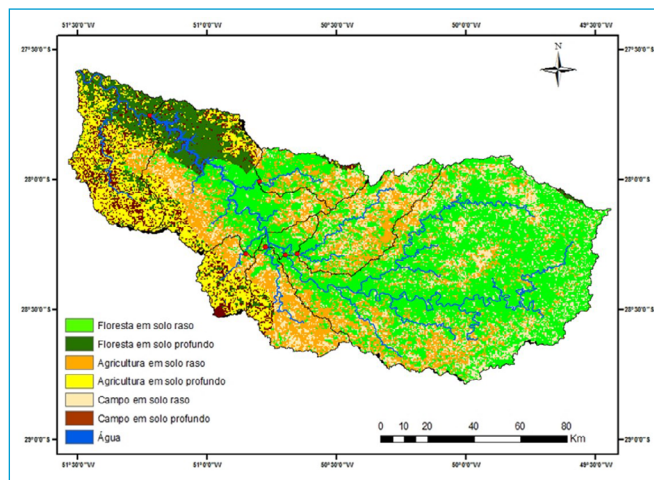 51°30'0"W 51°0'0"W 50°30'0"W 50°0'0"W 49°30'0"W
27°30'0"S 27°30'0"S
N
28°0'0"S 28°0'0"S
28°30'0"S 28°30'0"S
Floresta em solo raso
Floresta em solo profundo
Agricultura em solo raso
Agricultura em solo profundo
Campo em solo raso
Campo em solo profundo
Água
0 5 10 20 40 60 80
Km
29°0'0"S 29°0'0"S
51°30'0"W 51°0'0"W 50°30'0"W 50°0'0"W 49°30'0"W